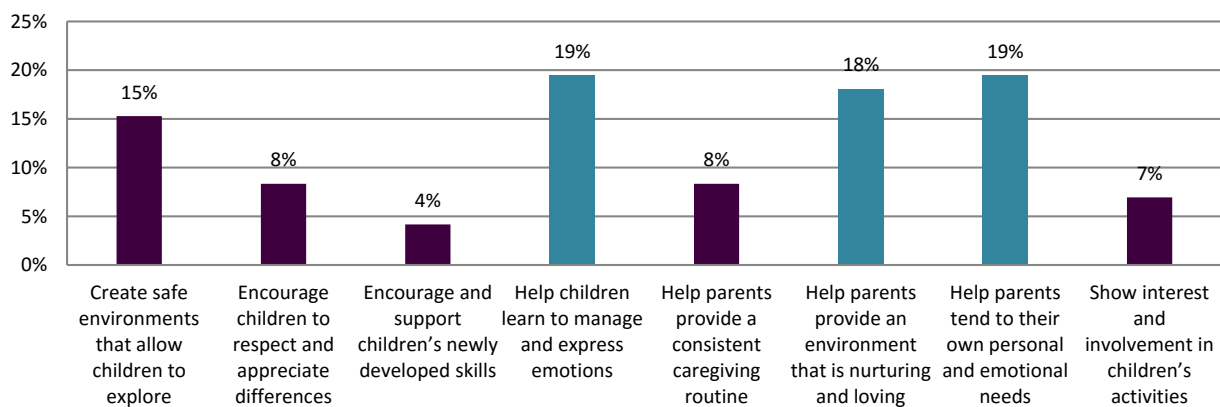 25%
20%
15%
10%
5%
0%
15%
8%
4%
19%
8%
18%
19%
7%
Create safe
environments
that allow
children to
explore
Encourage
children to
respect and
appreciate
differences
Encourage and
support
children’s newly
developed skills
Help children
learn to manage
and express
emotions
Help parents
provide a
consistent
caregiving
routine
Help parents
provide an
environment
that is nurturing
and loving
Help parents
tend to their
own personal
and emotional
needs
Show interest
and
involvement in
children’s
activities